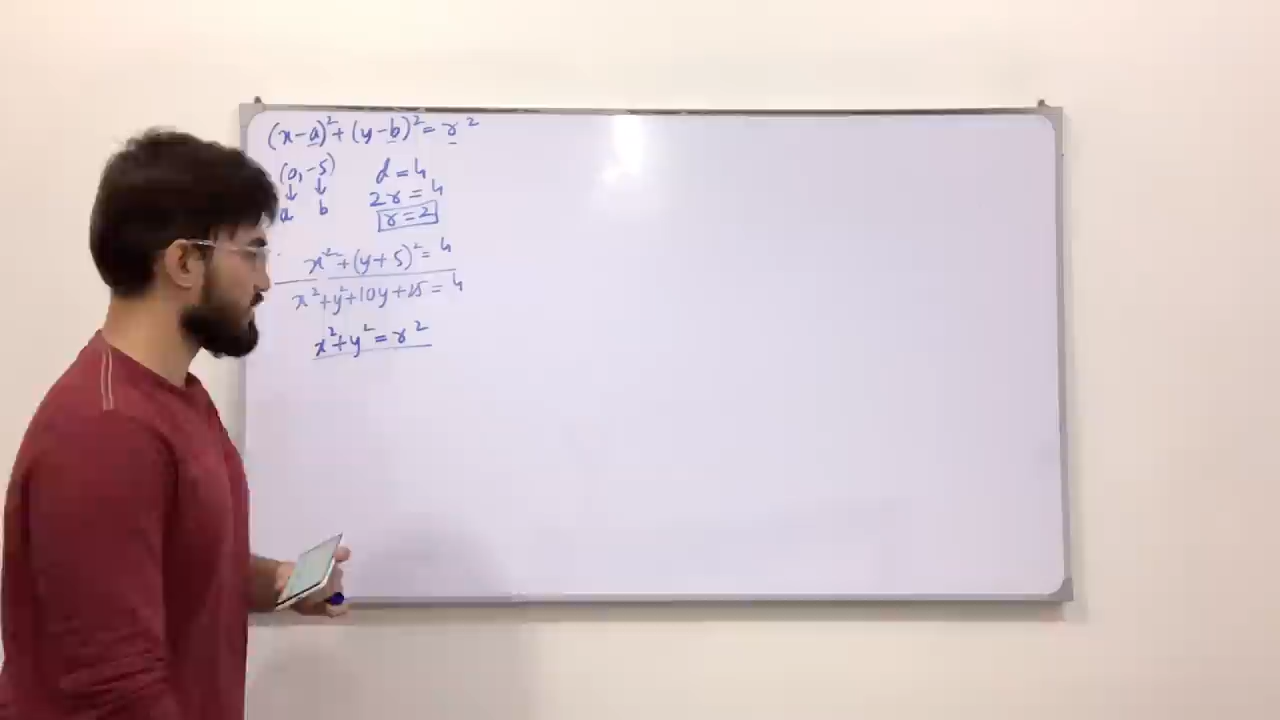 (x-a)²+(y-b)²=r²
(0,-5) d=4
↓ ↓ 2r=4
a b r=2
x²+(y+5)²=4
x²+y²+10y+25=4
x²+y²=r²